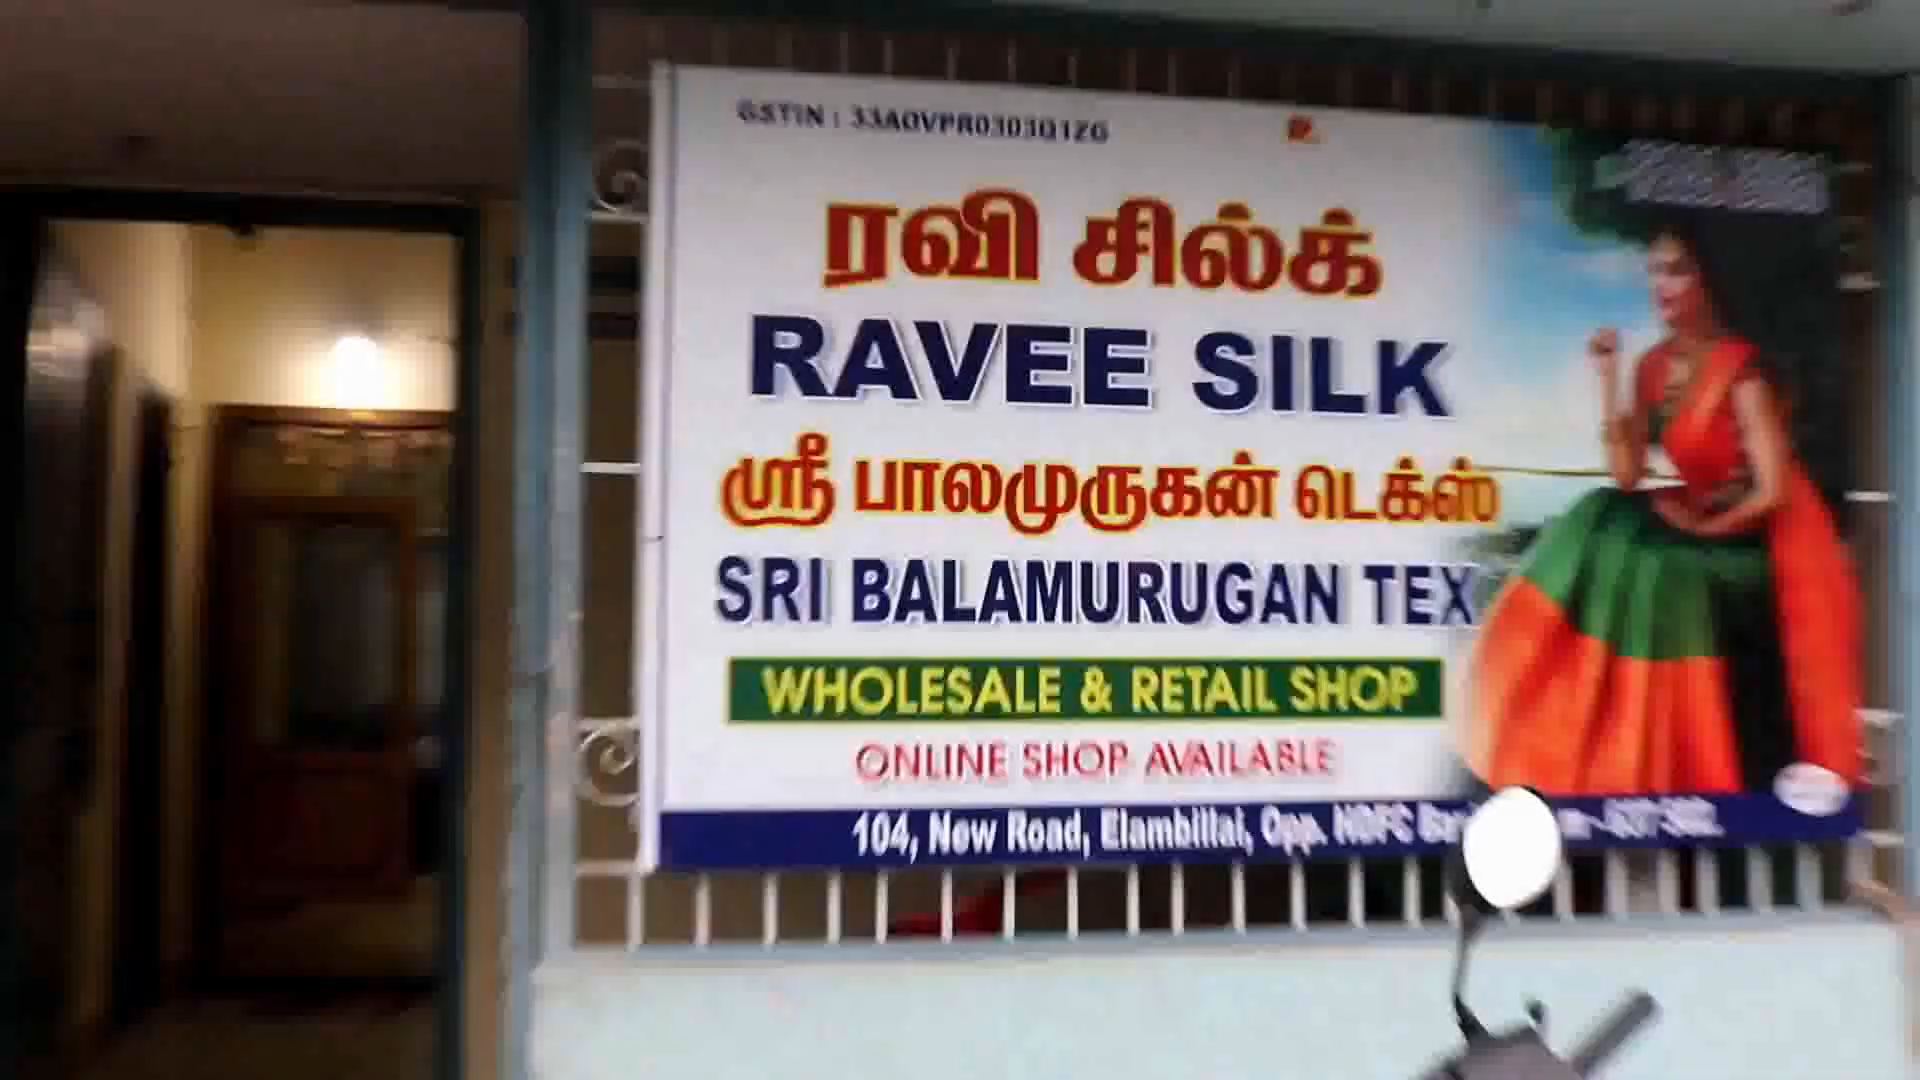 GSTIN : 33AOVPR0303Q1ZG
ரவி சில்க்
RAVEE SILK
ஸ்ரீ பாலமுருகன் டெக்ஸ்
SRI BALAMURUGAN TEX
WHOLESALE & RETAIL SHOP
ONLINE SHOP AVAILABLE
104, New Road, Elambillai, Opp. HDFC